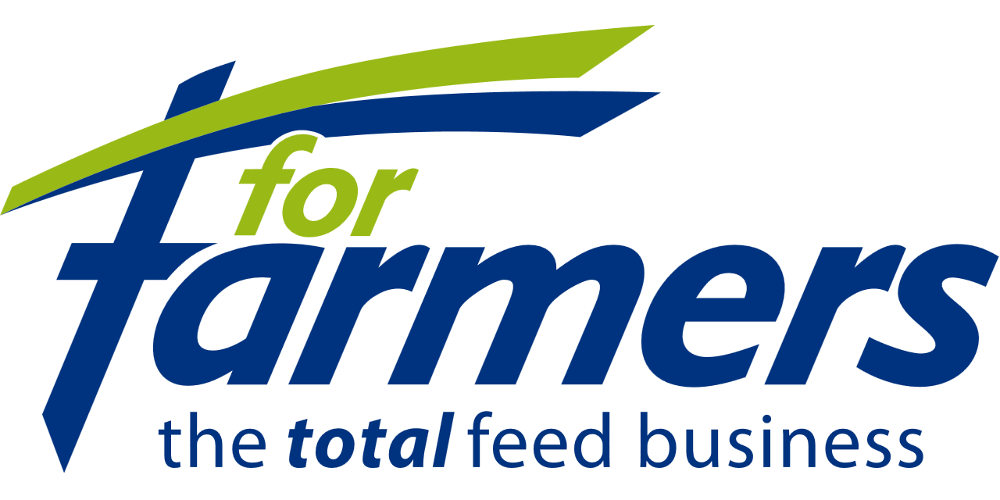 for
farmers
the total feed business